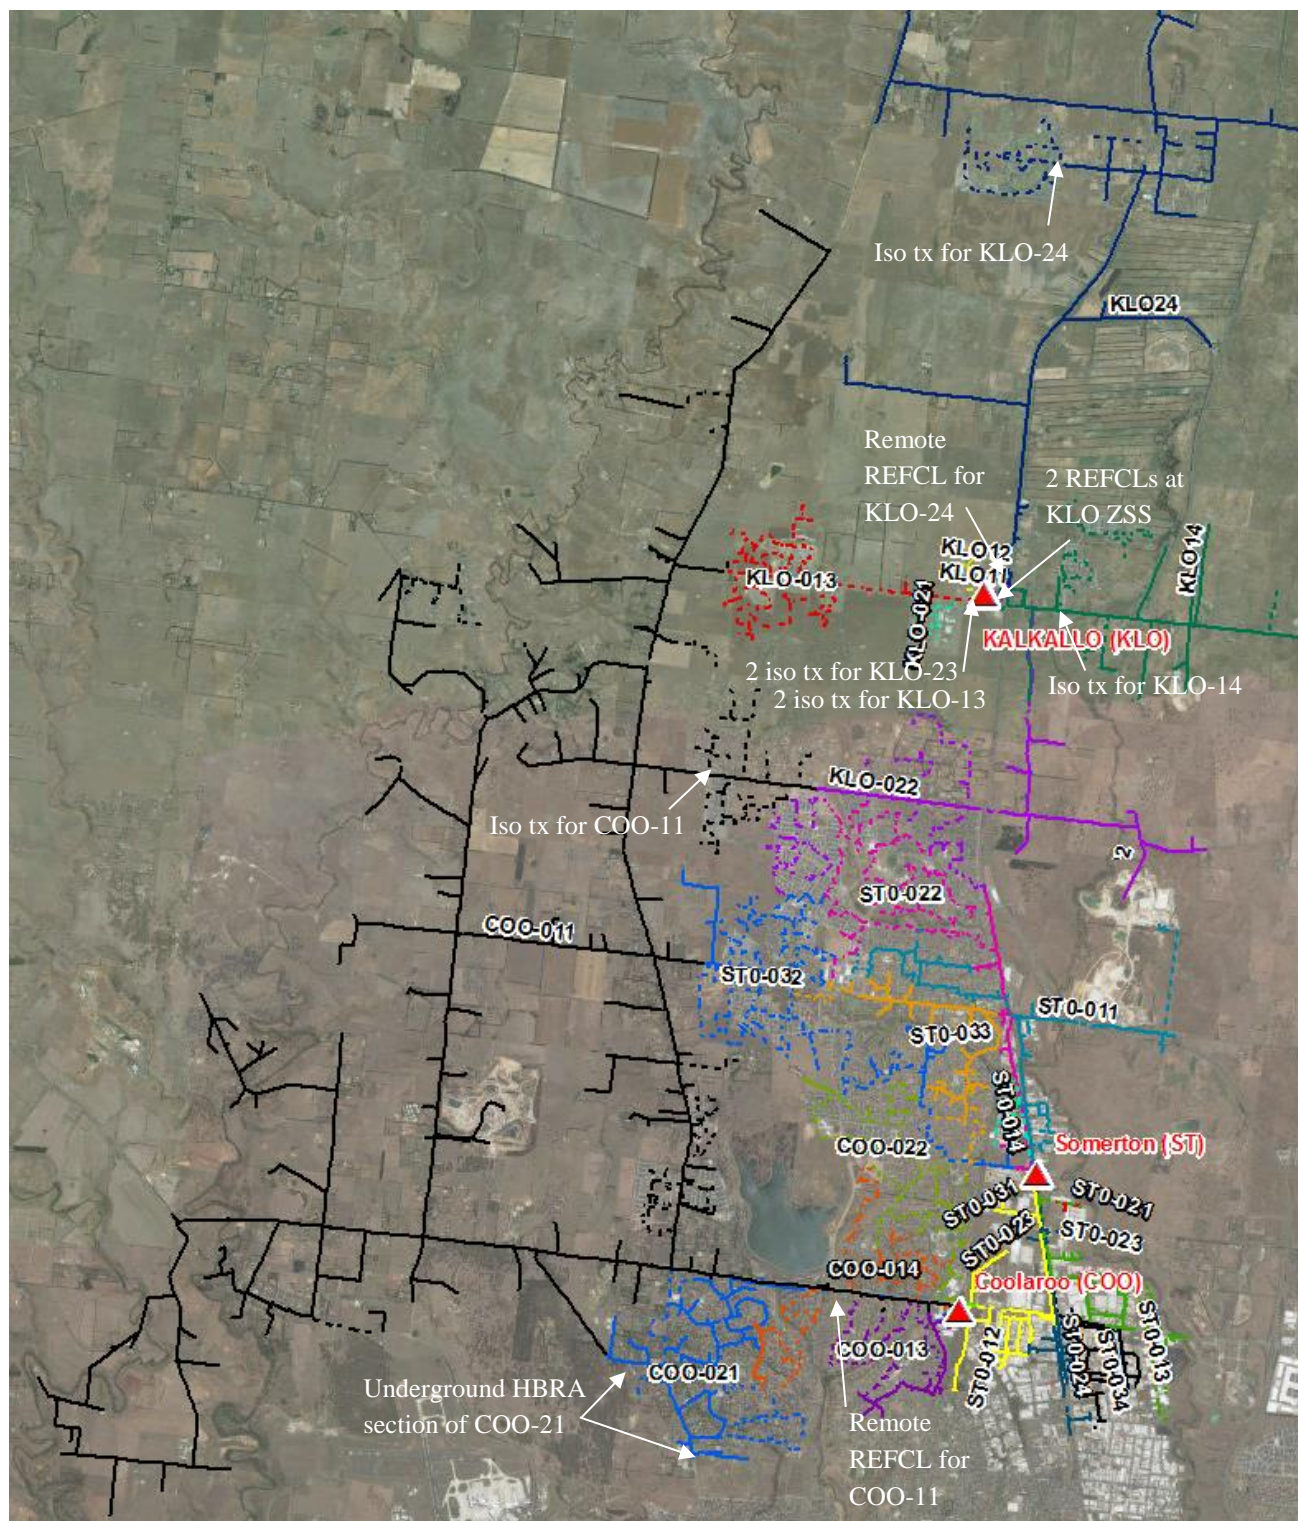 Iso tx for KLO-24
KLO24
Remote
REFCL for
KLO-24
2 REFCLs at
KLO ZSS
KLO12
KLO11
KLO14
KLO-013
KLO-021
KALKALLO (KLO)
2 iso tx for KLO-23
2 iso tx for KLO-13
Iso tx for KLO-14
KLO-022
Iso tx for COO-11
2
ST0-022
COO-011
ST0-032
ST0-011
ST0-033
ST0-014
COO-022
Somerton (ST)
ST0-031
ST0-021
ST0-023
ST0-023
COO-014
Coolaroo (COO)
COO-013
ST0-012
ST0-024
ST0-034
ST0-013
COO-021
Underground HBRA
section of COO-21
Remote
REFCL for
COO-11